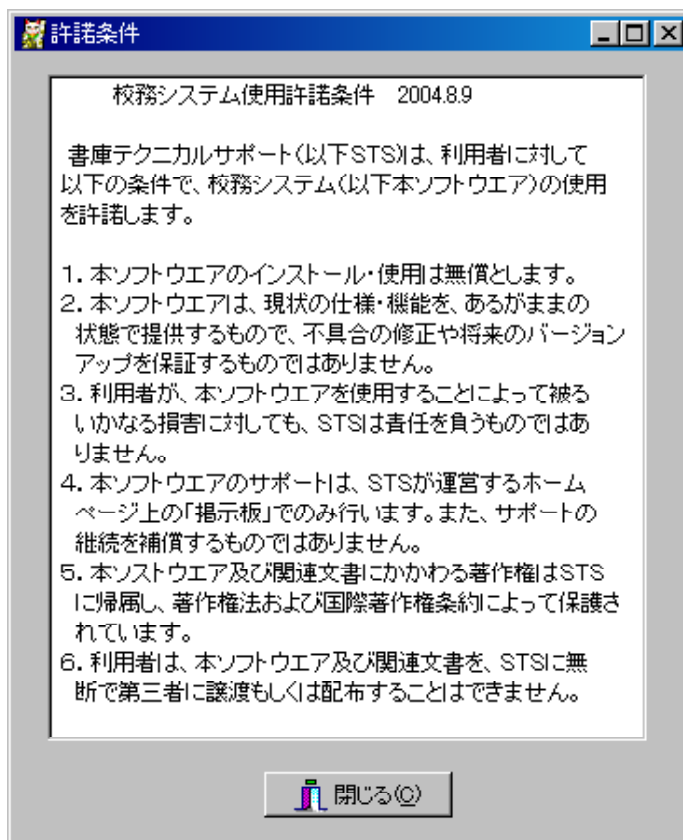 許諾条件
校務システム使用許諾条件 2004.8.9
書庫テクニカルサポート(以下STS)は、利用者に対して
以下の条件で、校務システム(以下本ソフトウエア)の使用
を許諾します。
1. 本ソフトウエアのインストール・使用は無償とします。
2. 本ソフトウエアは、現状の仕様・機能を、あるがままの
状態で提供するもので、不具合の修正や将来のバージョン
アップを保証するものではありません。
3. 利用者が、本ソフトウエアを使用することによって被る
いかなる損害に対しても、STSは責任を負うものではあ
りません。
4. 本ソフトウエアのサポートは、STSが運営するホーム
ページ上の「掲示板」でのみ行います。また、サポートの
継続を補償するものではありません。
5. 本ソストウエア及び関連文書にかかわる著作権はSTS
に帰属し、著作権法および国際著作権条約によって保護さ
れています。
6. 利用者は、本ソフトウエア及び関連文書を、STSに無
断で第三者に譲渡もしくは配布することはできません。
閉じる(C)